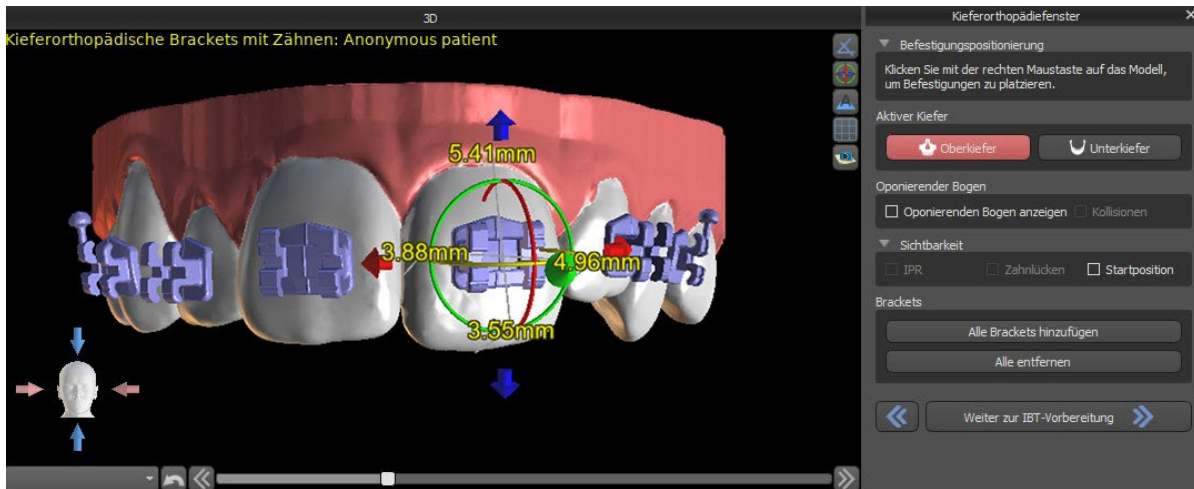 3D
Kieferorthopädische Brackets mit Zähnen: Anonymous patient
5.41mm
3.88mm
4.96mm
3.55mm
Kieferorthopädiefenster
Befestigungspositionierung
Klicken Sie mit der rechten Maustaste auf das Modell,
um Befestigungen zu platzieren.
Aktiver Kiefer
Oberkiefer
Unterkiefer
Oponierender Bogen
Oponierenden Bogen anzeigen
Kollisionen
Sichtbarkeit
IPR
Zahnlücken
Startposition
Brackets
Alle Brackets hinzufügen
Alle entfernen
Weiter zur IBT-Vorbereitung